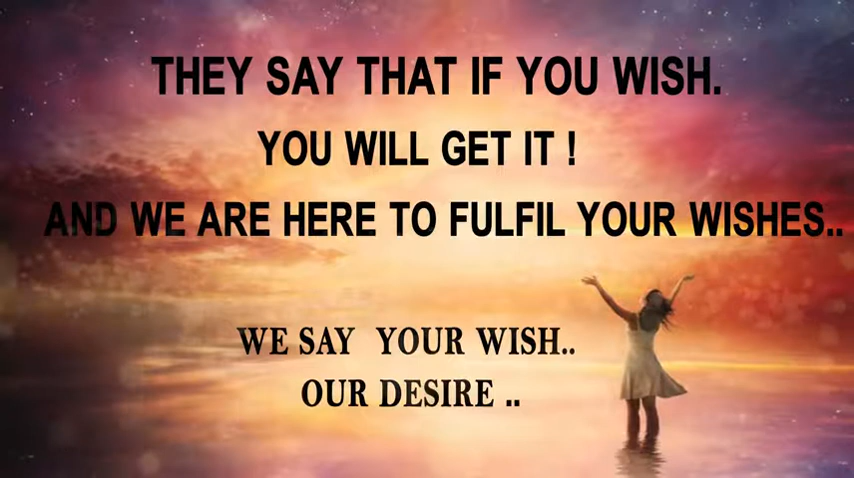 THEY SAY THAT IF YOU WISH.
YOU WILL GET IT !
AND WE ARE HERE TO FULFIL YOUR WISHES..
WE SAY YOUR WISH..
OUR DESIRE ..